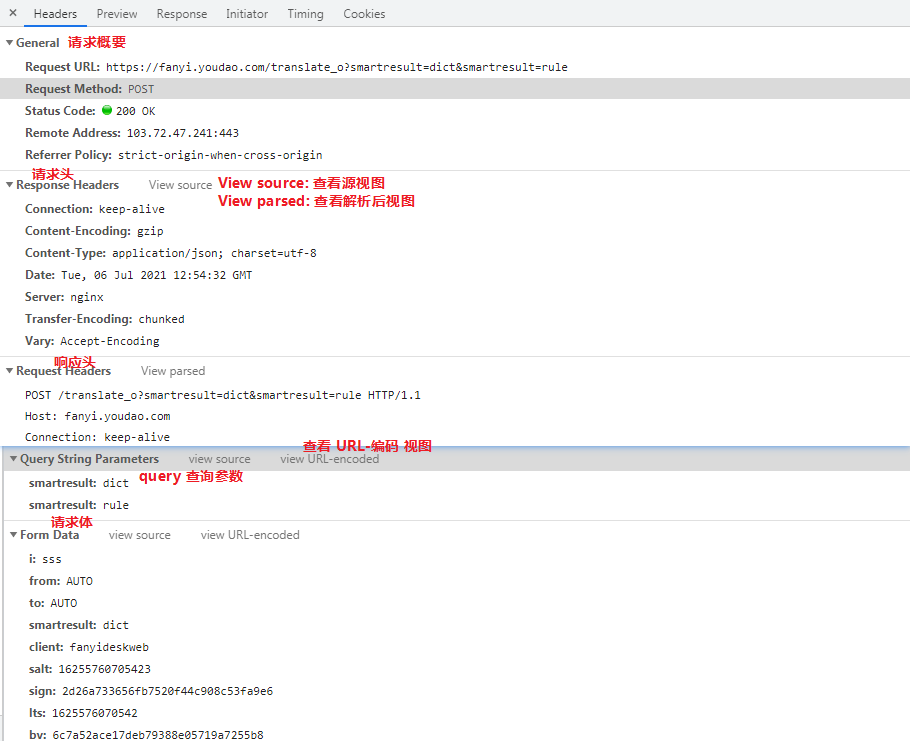 × Headers Preview Response Initiator Timing Cookies
▼General 请求概要
Request URL: https://fanyi.youdao.com/translate_o?smartresult=dict&smartresult=rule
Request Method: POST
Status Code: 200 OK
Remote Address: 103.72.47.241:443
Referrer Policy: strict-origin-when-cross-origin
请求头
▼Response Headers View source View source: 查看源视图
View parsed: 查看解析后视图
Connection: keep-alive
Content-Encoding: gzip
Content-Type: application/json; charset=utf-8
Date: Tue, 06 Jul 2021 12:54:32 GMT
Server: nginx
Transfer-Encoding: chunked
Vary: Accept-Encoding
响应头
▼Request Headers View parsed
POST /translate_o?smartresult=dict&smartresult=rule HTTP/1.1
Host: fanyi.youdao.com
Connection: keep-alive
查看 URL-编码 视图
▼Query String Parameters view source view URL-encoded
query 查询参数
smartresult: dict
smartresult: rule
请求体
▼Form Data view source view URL-encoded
i: sss
from: AUTO
to: AUTO
smartresult: dict
client: fanyideskweb
salt: 16255760705423
sign: 2d26a733656fb7520f44c908c53fa9e6
lts: 1625576070542
bv: 6c7a52ace17deb79388e05719a7255b8